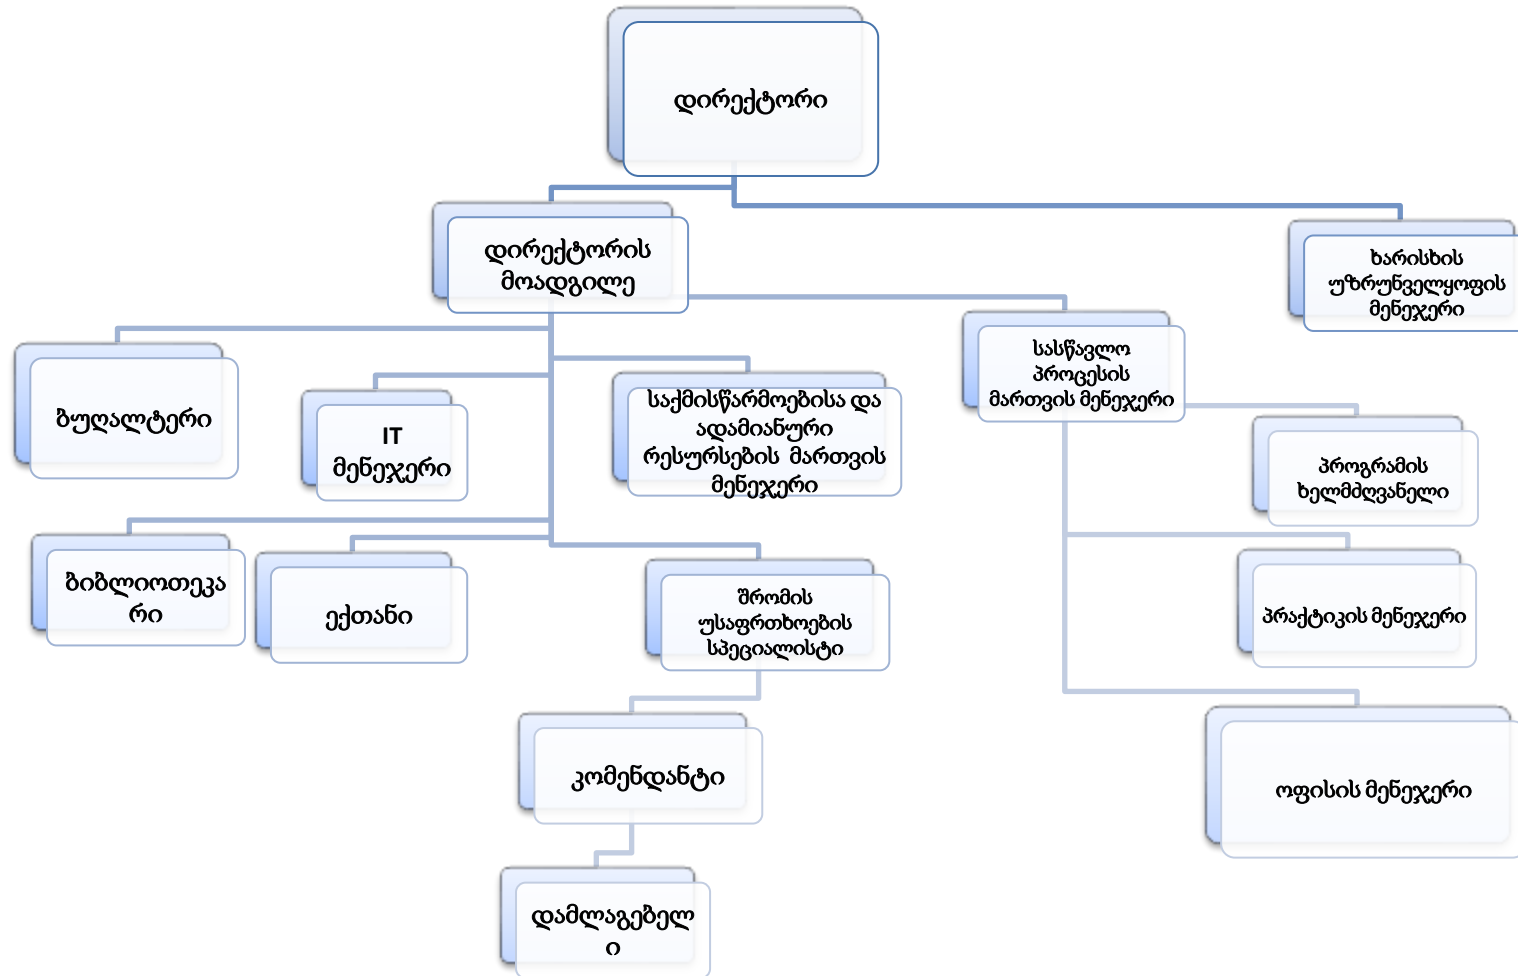 დირექტორი
დირექტორის
მოადგილე
ხარისხის
უზრუნველყოფის
მენეჯერი
ბუღალტერი
IT
მენეჯერი
საქმისწარმოებისა და
ადამიანური
რესურსების მართვის
მენეჯერი
სასწავლო
პროცესის
მართვის მენეჯერი
პროგრამის
ხელმძღვანელი
ბიბლიოთეკა
რი
ექთანი
შრომის
უსაფრთხოების
სპეციალისტი
პრაქტიკის მენეჯერი
კომენდანტი
ოფისის მენეჯერი
დამლაგებელ
ი